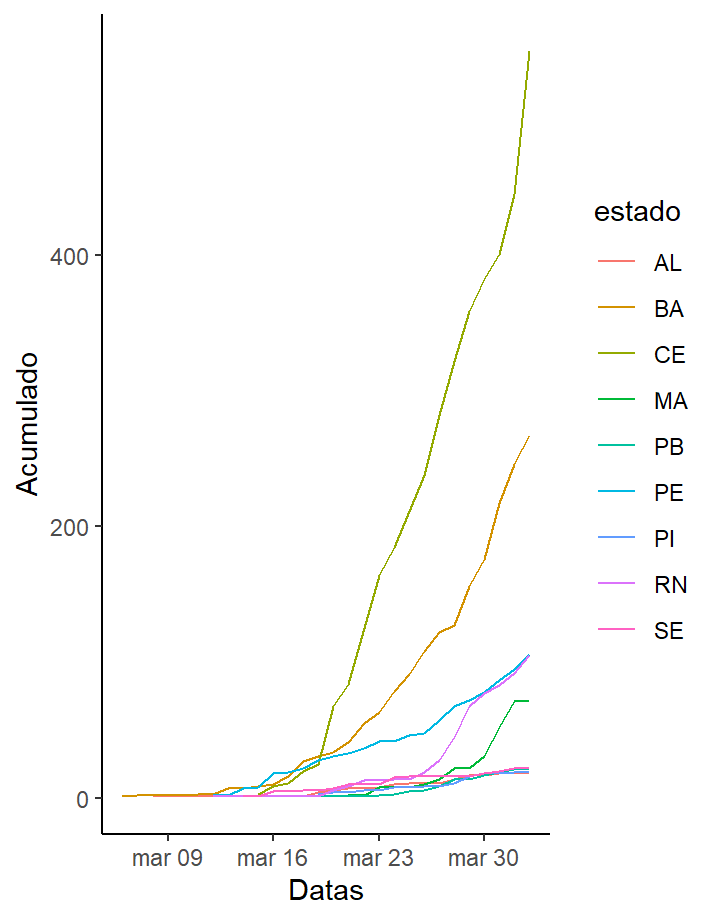 estado
AL
BA
CE
MA
PB
PE
PI
RN
SE
Acumulado
400
200
0
mar 09
mar 16
mar 23
mar 30
Datas